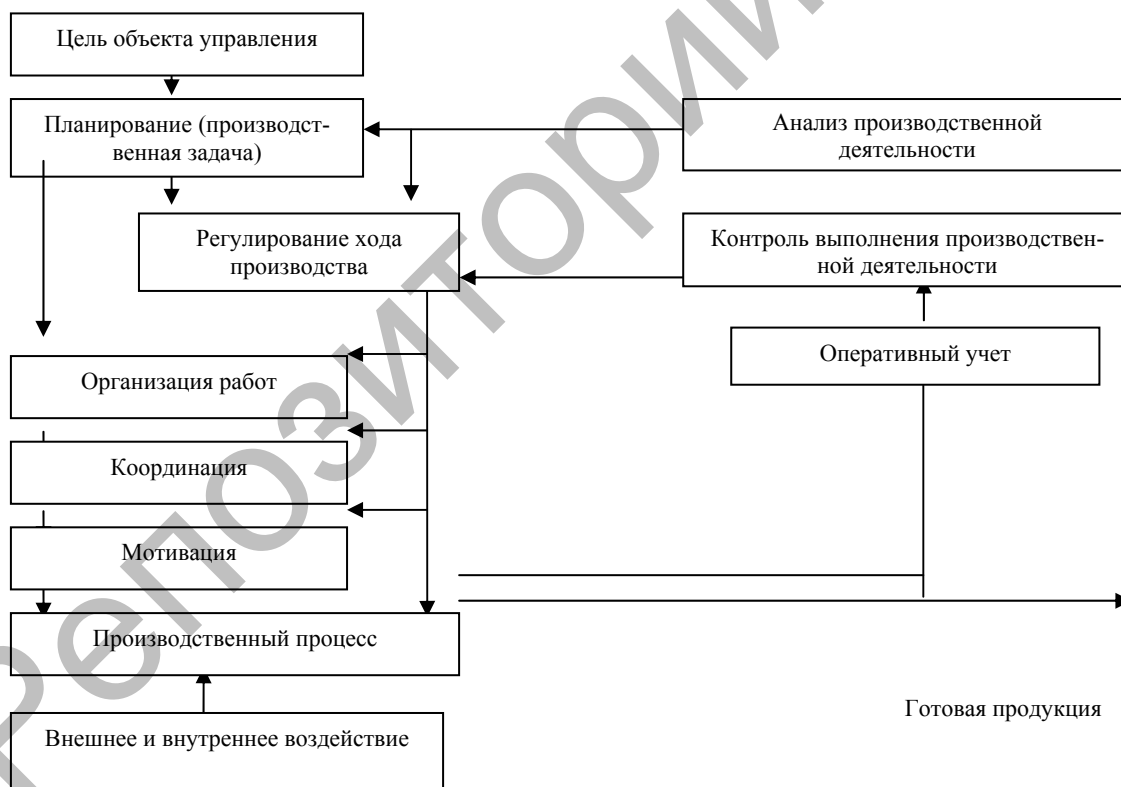 Цель объекта управления
Планирование (производст-
венная задача)
Анализ производственной
деятельности
Регулирование хода
производства
Контроль выполнения производствен-
ной деятельности
Оперативный учет
Организация работ
Координация
Мотивация
Производственный процесс
Готовая продукция
Внешнее и внутреннее воздействие
Репозитории